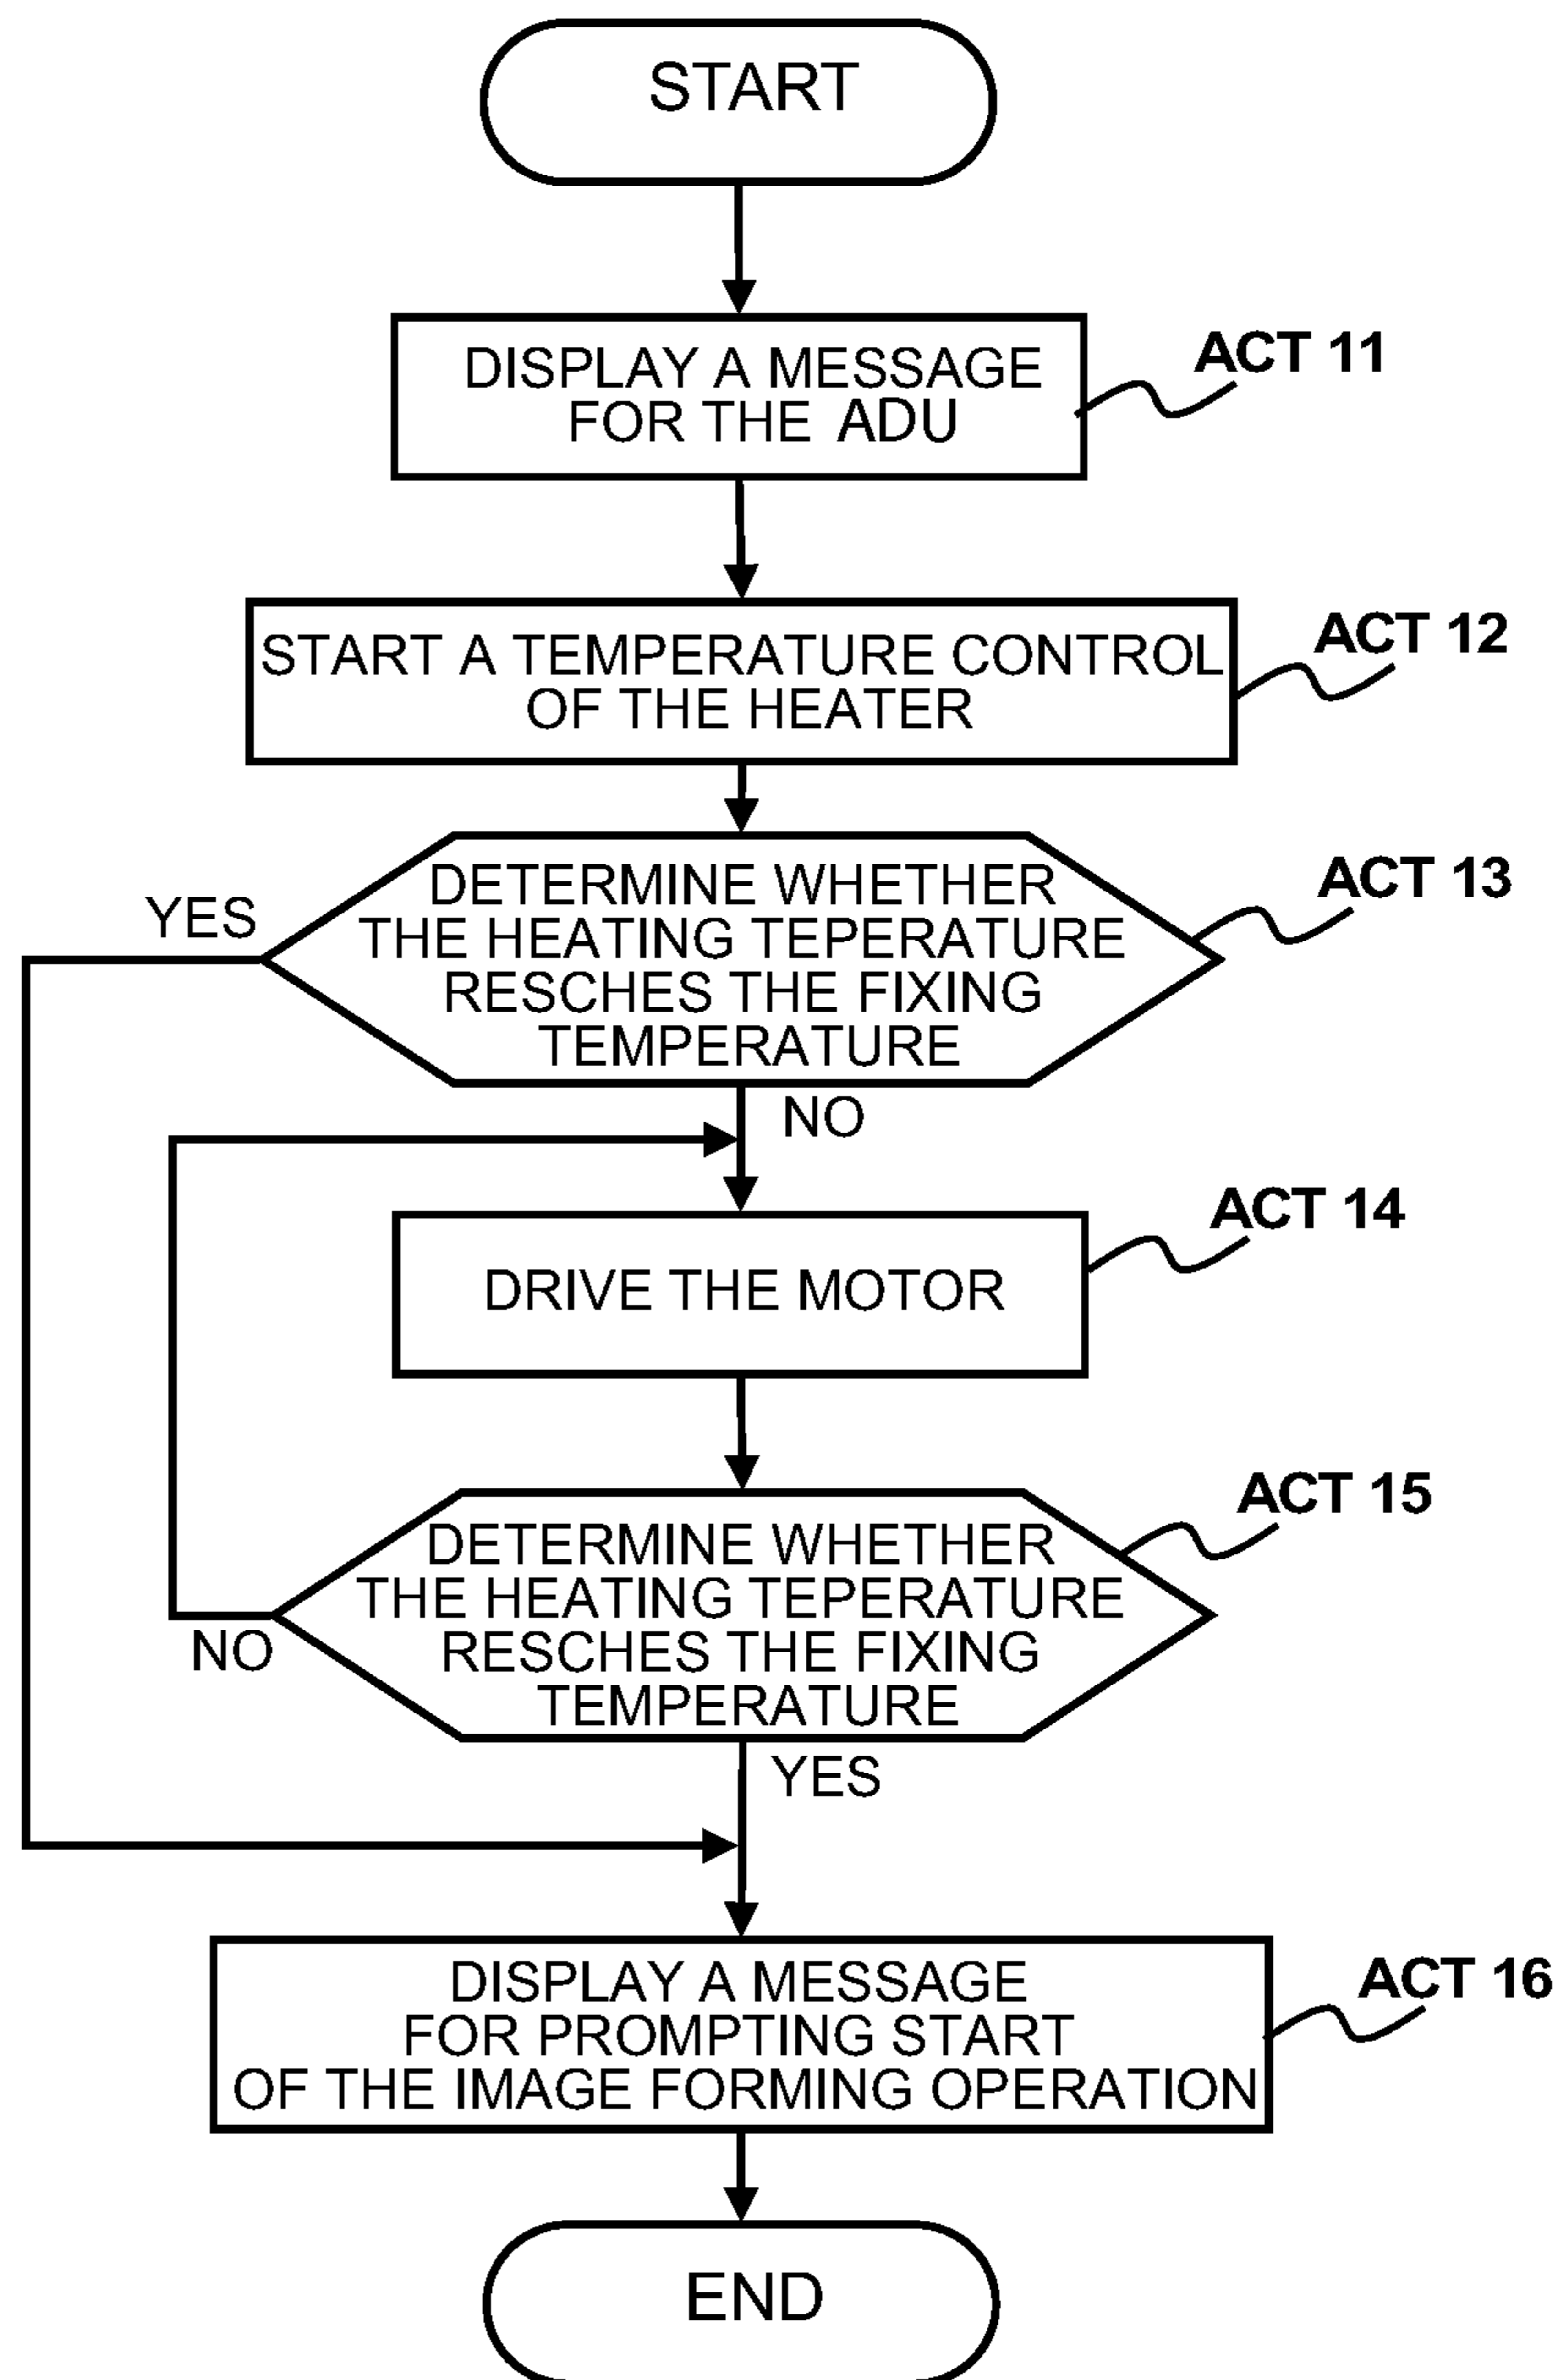 START
DISPLAY A MESSAGE
FOR THE ADU
ACT 11
START A TEMPERATURE CONTROL
OF THE HEATER
ACT 12
DETERMINE WHETHER
THE HEATING TEPERATURE
RESCHES THE FIXING
TEMPERATURE
ACT 13
YES
NO
DRIVE THE MOTOR
ACT 14
DETERMINE WHETHER
THE HEATING TEPERATURE
RESCHES THE FIXING
TEMPERATURE
ACT 15
NO
YES
DISPLAY A MESSAGE
FOR PROMPTING START
OF THE IMAGE FORMING OPERATION
ACT 16
END